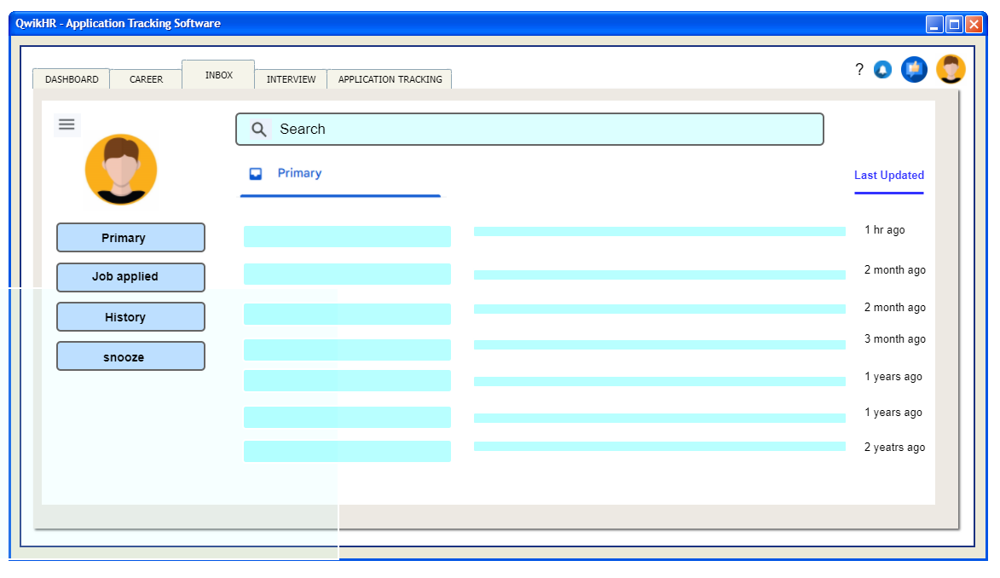 QwikHR - Application Tracking Software
?
DASHBOARD CAREER INBOX INTERVIEW APPLICATION TRACKING
Search
Primary
Last Updated
Primary
Job applied
History
snooze
1 hr ago
2 month ago
2 month ago
3 month ago
1 years ago
1 years ago
2 yeatrs ago